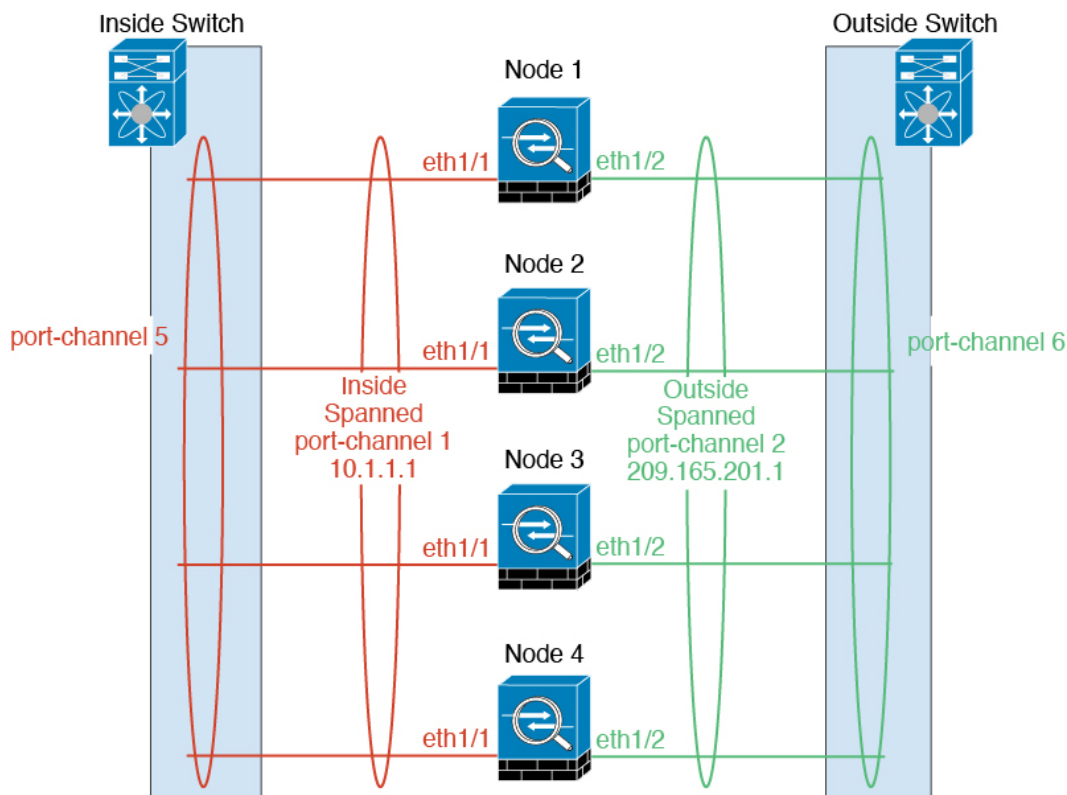 Inside Switch
Outside Switch
Node 1
eth1/1
eth1/2
Node 2
port-channel 5
eth1/1
eth1/2
port-channel 6
Inside
Spanned
port-channel 1
10.1.1.1
Outside
Spanned
port-channel 2
209.165.201.1
Node 3
eth1/1
eth1/2
Node 4
eth1/1
eth1/2